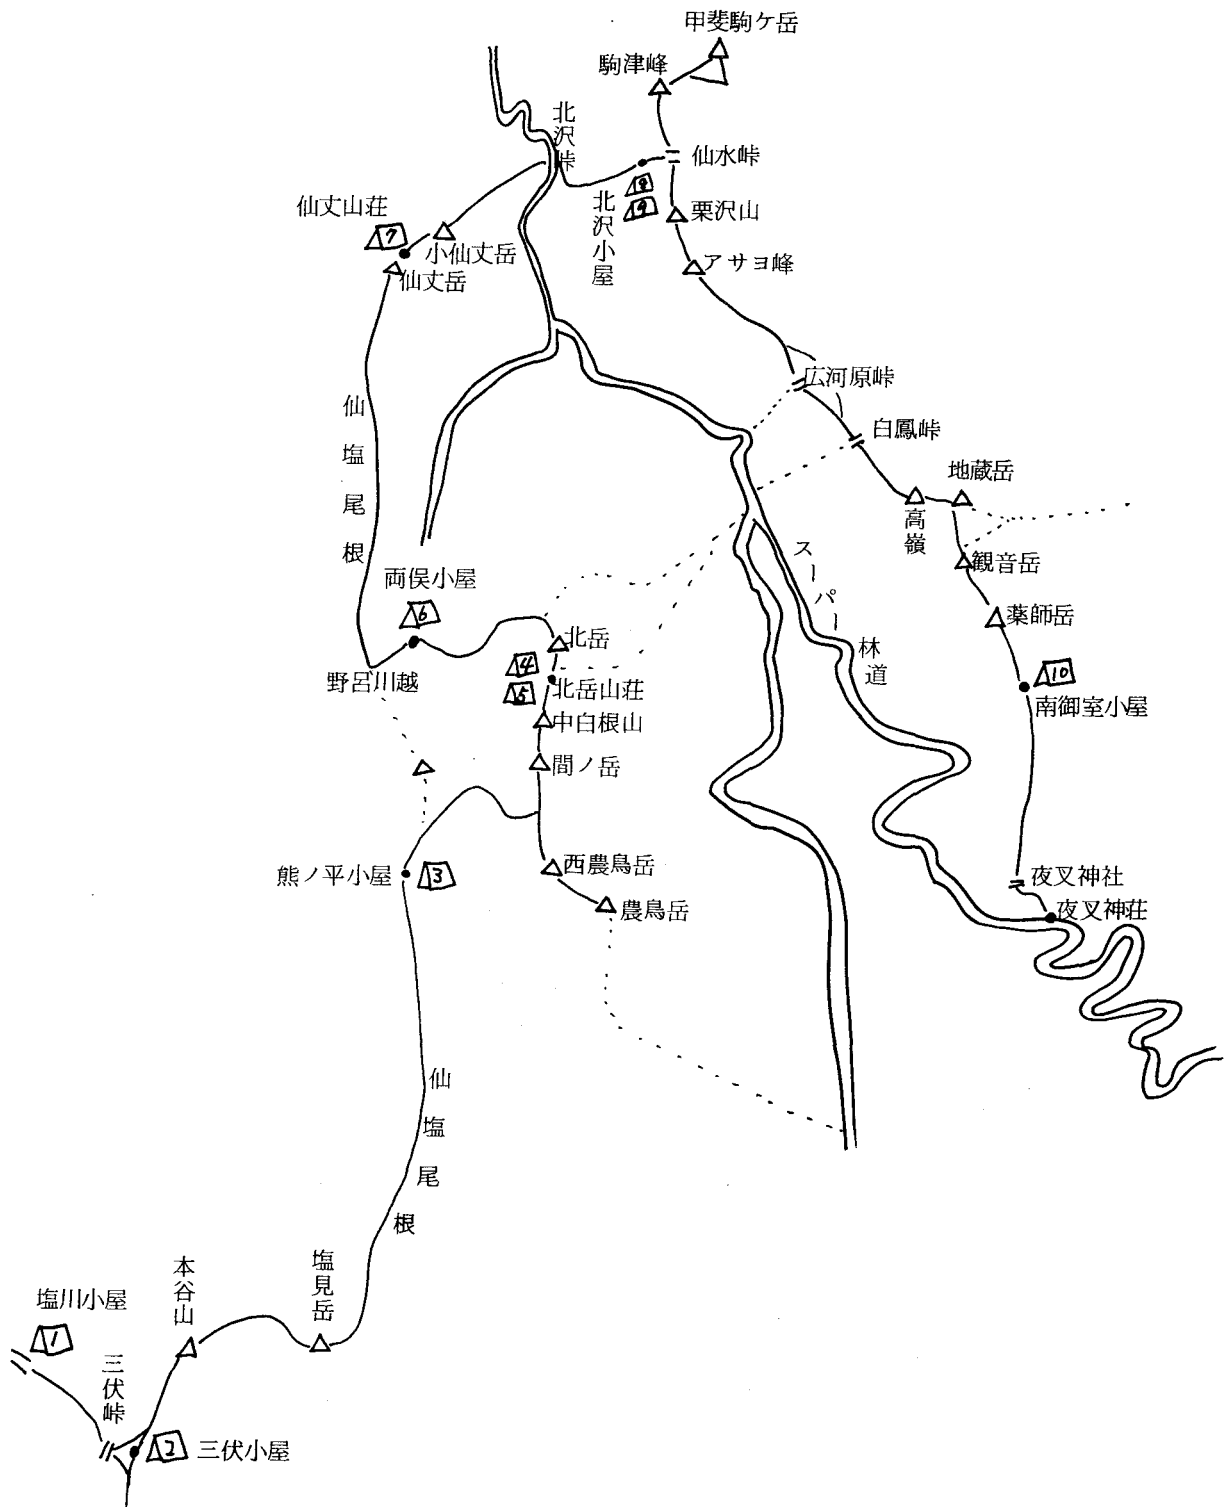 甲斐駒ケ岳
駒津峰
北沢峠
仙水峠
8
9
北沢小屋
栗沢山
仙丈山荘
7
小仙丈岳
仙丈岳
アサヨ峰
広河原峠
仙塩尾根
白鳳峠
地蔵岳
高嶺
スーパー林道
観音岳
両俣小屋
6
薬師岳
北岳
4
5
北岳山荘
野呂川越
10
南御室小屋
中白根山
間ノ岳
熊ノ平小屋
3
西農鳥岳
農鳥岳
夜叉神社
夜叉神荘
仙塩尾根
塩見岳
本谷山
塩川小屋
1
三伏峠
2
三伏小屋